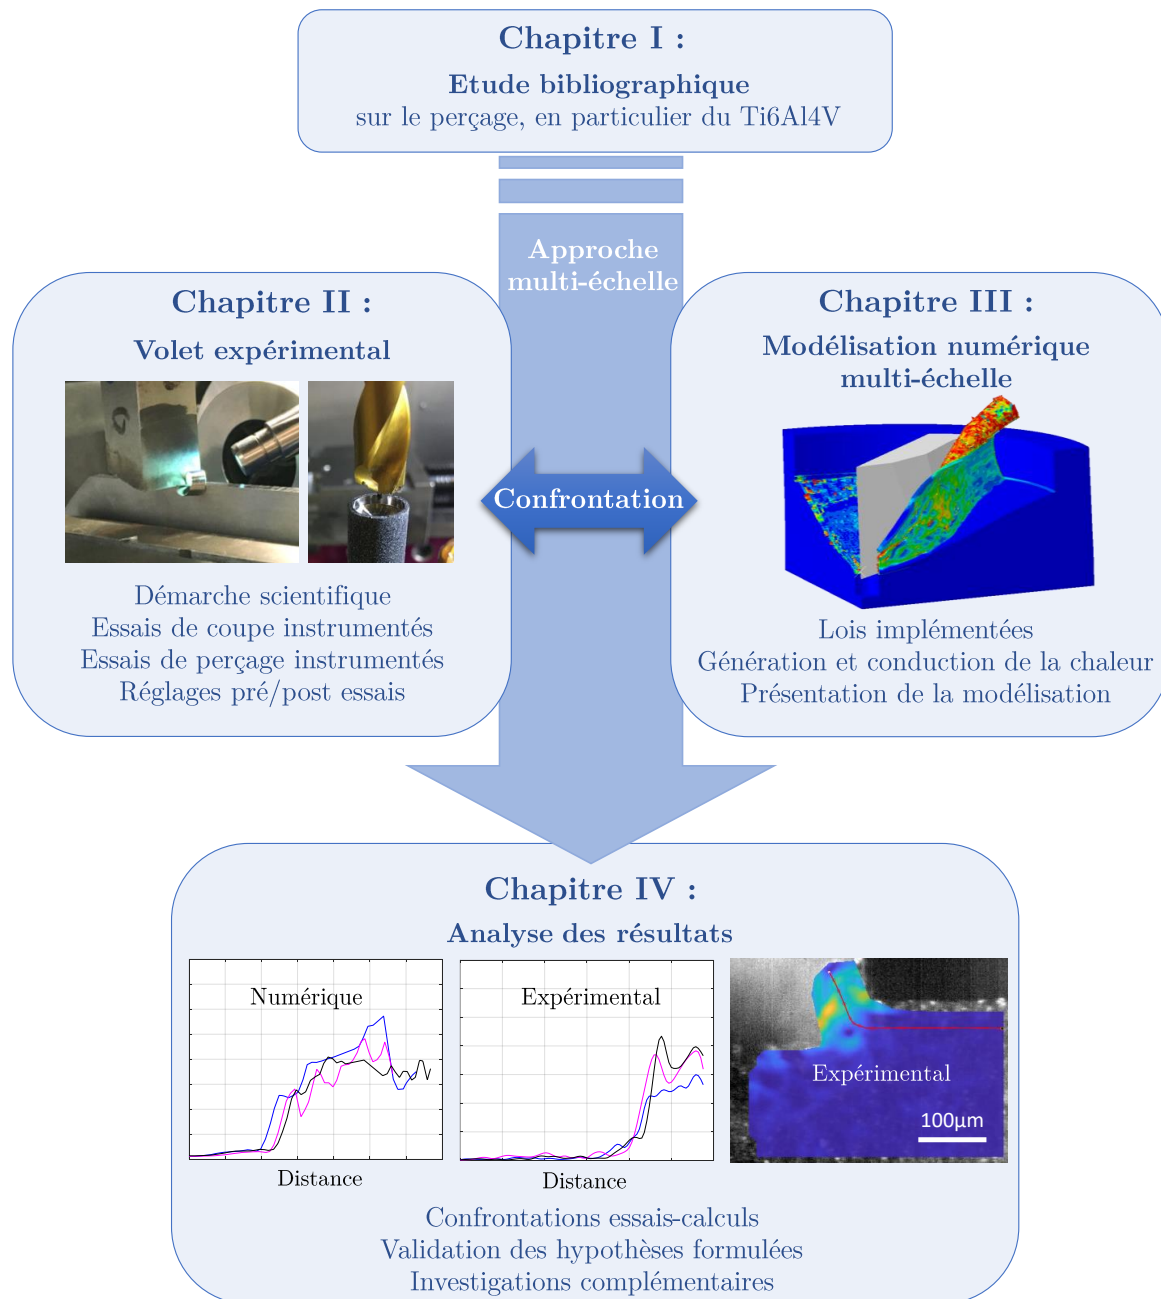 Chapitre I :
Etude bibliographique
sur le perçage, en particulier du Ti6Al4V
Approche
multi-échelle
Chapitre II :
Volet expérimental
Démarche scientifique
Essais de coupe instrumentés
Essais de perçage instrumentés
Réglages pré/post essais
Confrontation
Chapitre III :
Modélisation numérique
multi-échelle
Lois implémentées
Génération et conduction de la chaleur
Présentation de la modélisation
Chapitre IV :
Analyse des résultats
Numérique
Distance
Expérimental
Distance
Expérimental
100µm
Confrontations essais-calculs
Validation des hypothèses formulées
Investigations complémentaires